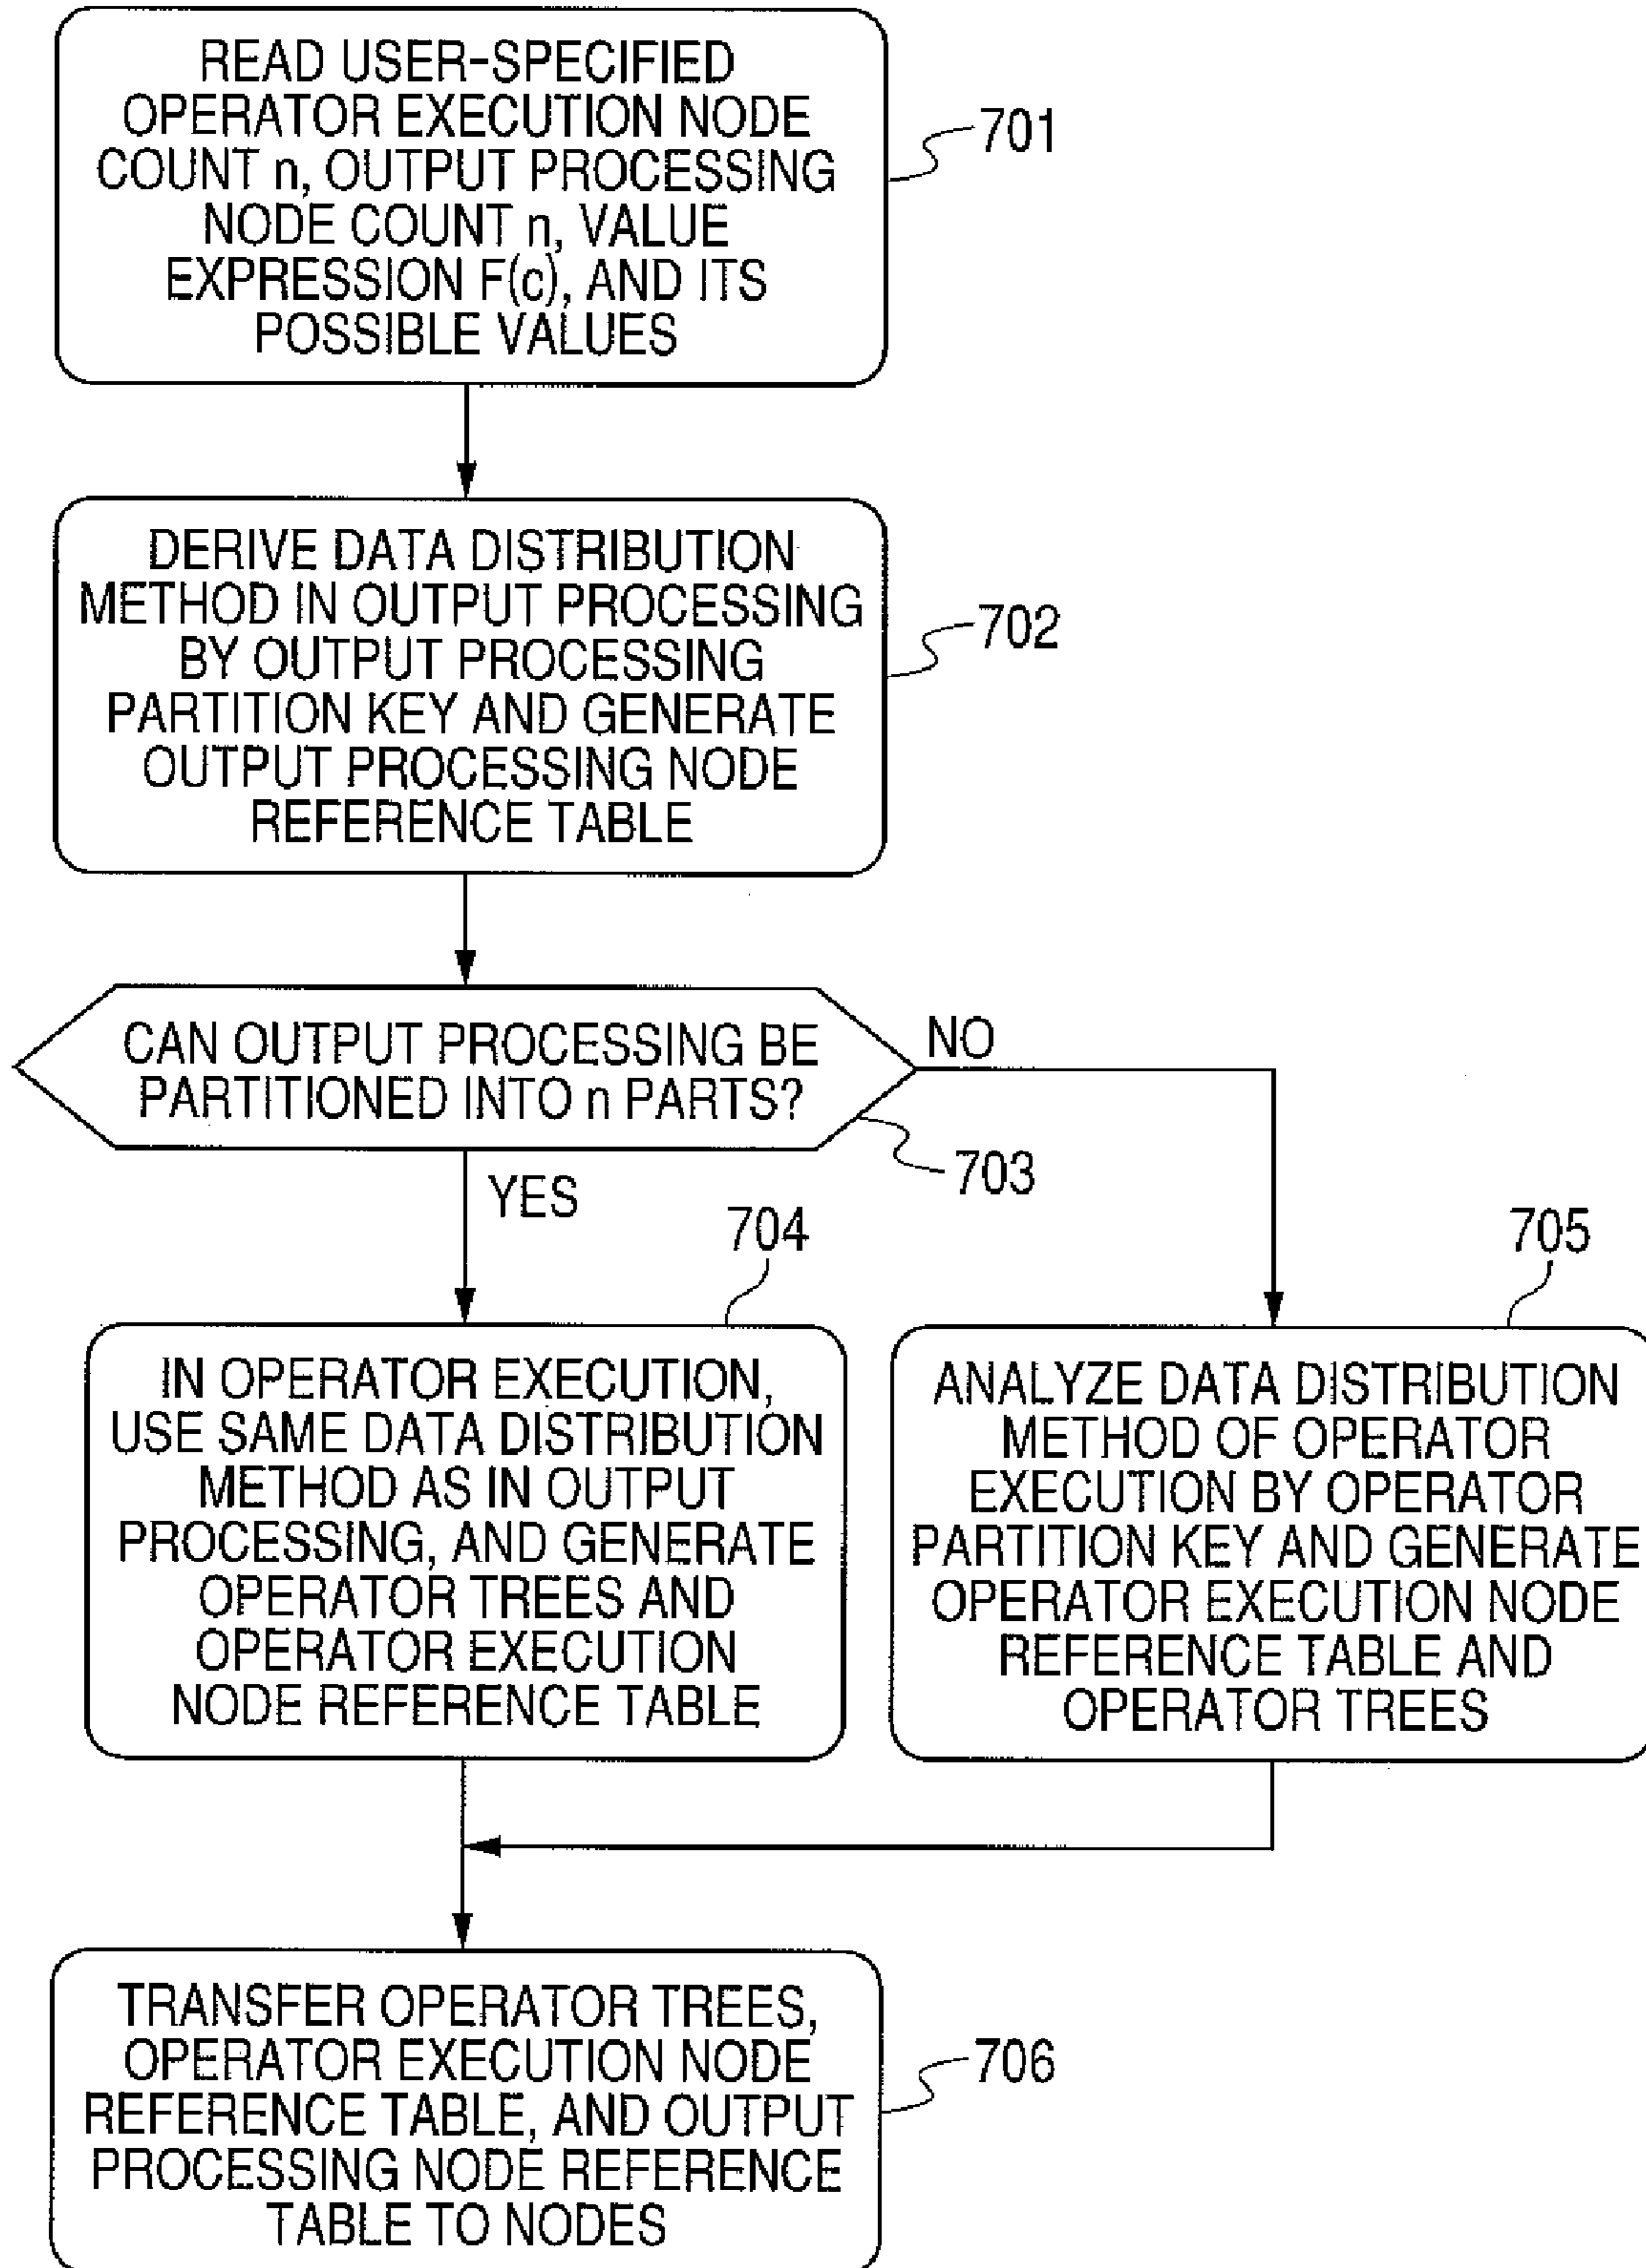 READ USER-SPECIFIED
OPERATOR EXECUTION NODE
COUNT n, OUTPUT PROCESSING
NODE COUNT n, VALUE
EXPRESSION F(c), AND ITS
POSSIBLE VALUES
701
DERIVE DATA DISTRIBUTION
METHOD IN OUTPUT PROCESSING
BY OUTPUT PROCESSING
PARTITION KEY AND GENERATE
OUTPUT PROCESSING NODE
REFERENCE TABLE
702
CAN OUTPUT PROCESSING BE
PARTITIONED INTO n PARTS?
NO
703
YES
704
IN OPERATOR EXECUTION,
USE SAME DATA DISTRIBUTION
METHOD AS IN OUTPUT
PROCESSING, AND GENERATE
OPERATOR TREES AND
OPERATOR EXECUTION
NODE REFERENCE TABLE
705
ANALYZE DATA DISTRIBUTION
METHOD OF OPERATOR
EXECUTION BY OPERATOR
PARTITION KEY AND GENERATE
OPERATOR EXECUTION NODE
REFERENCE TABLE AND
OPERATOR TREES
TRANSFER OPERATOR TREES,
OPERATOR EXECUTION NODE
REFERENCE TABLE, AND OUTPUT
PROCESSING NODE REFERENCE
TABLE TO NODES
706